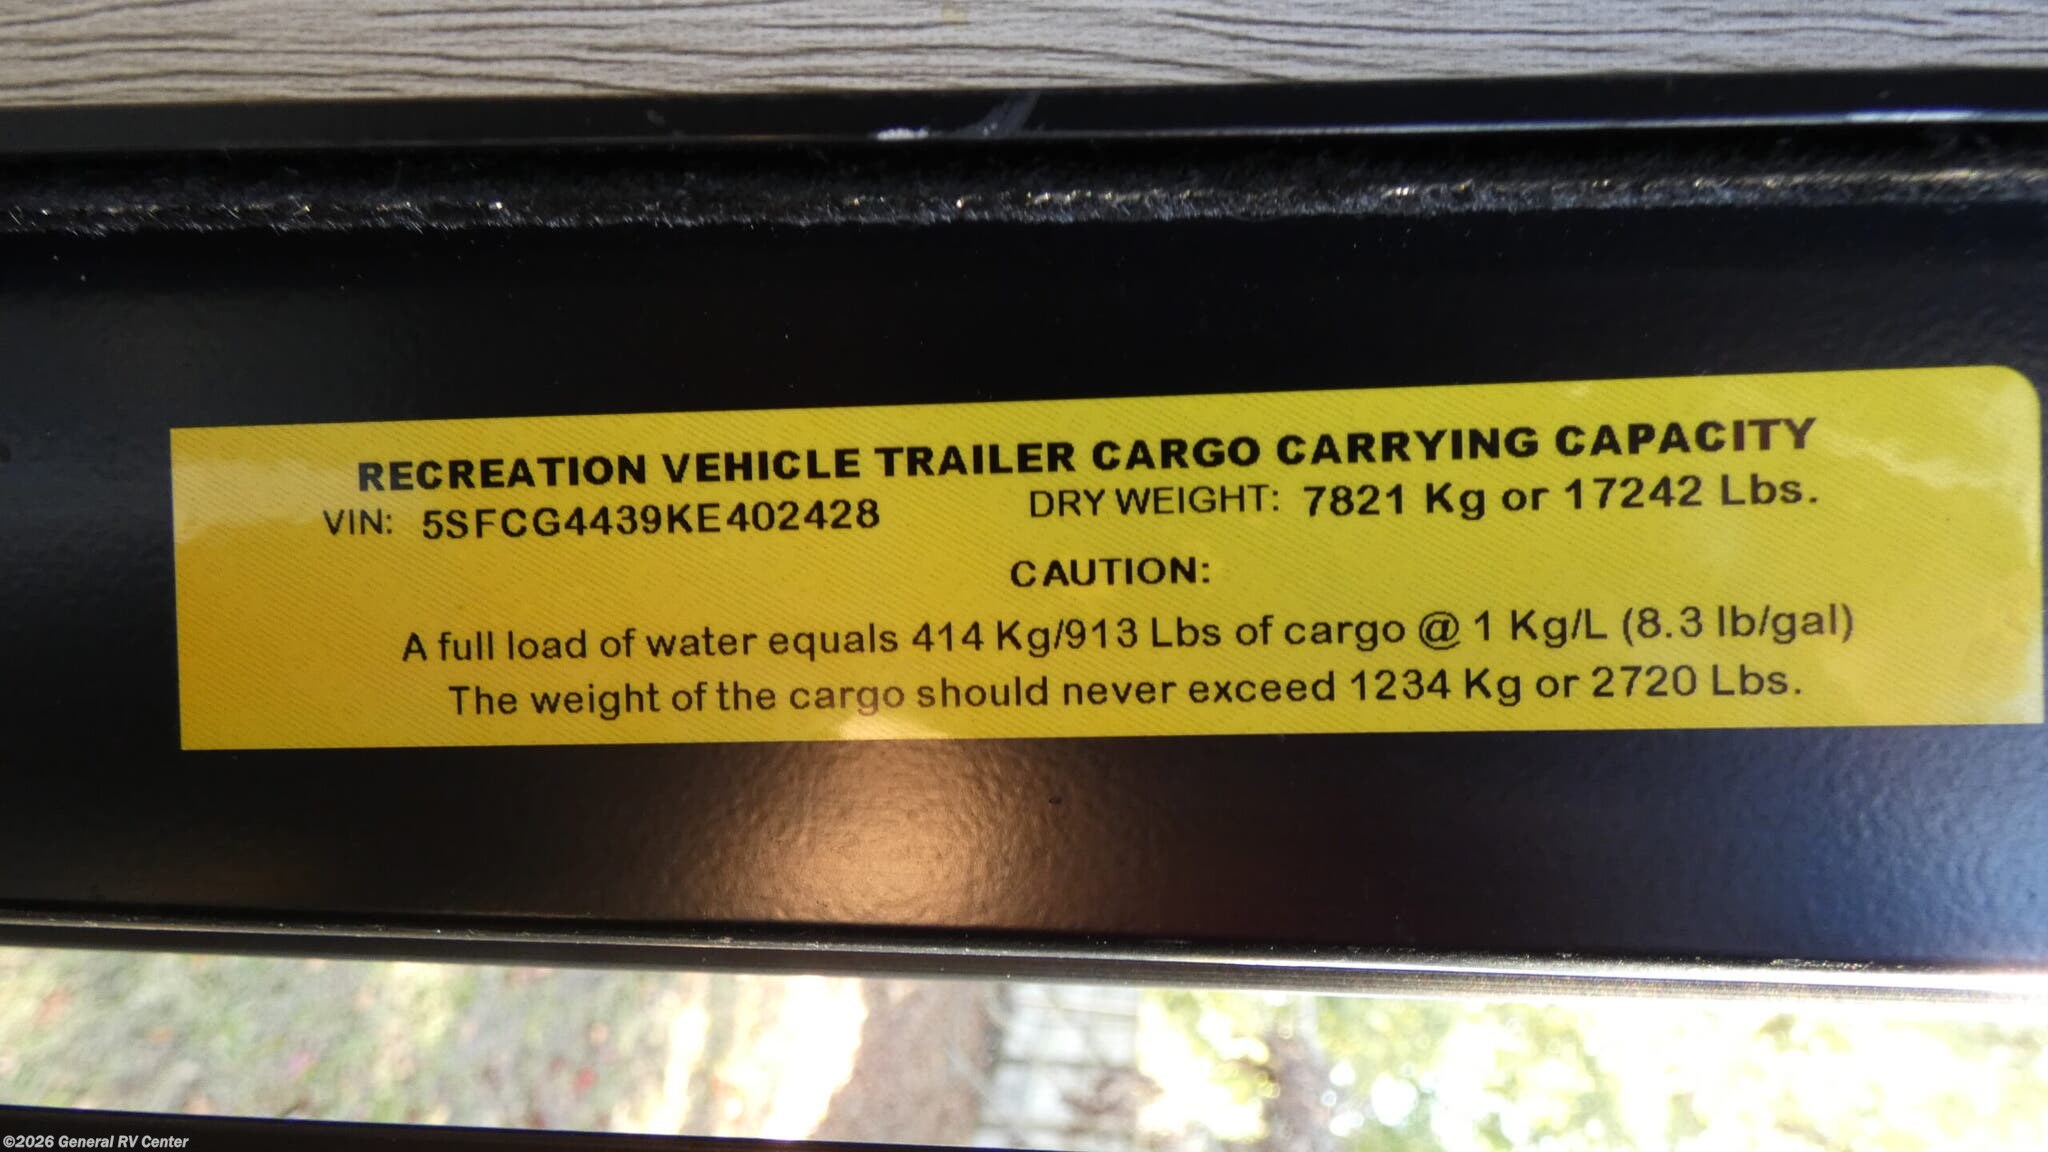 RECREATION VEHICLE TRAILER CARGO CARRYING CAPACITY
VIN: 5SFCG4439KE402428 DRY WEIGHT: 7821 Kg or 17242 Lbs.
CAUTION:
A full load of water equals 414 Kg/913 Lbs of cargo @ 1 Kg/L (8.3 lb/gal)
The weight of the cargo should never exceed 1234 Kg or 2720 Lbs.
©2026 General RV Center